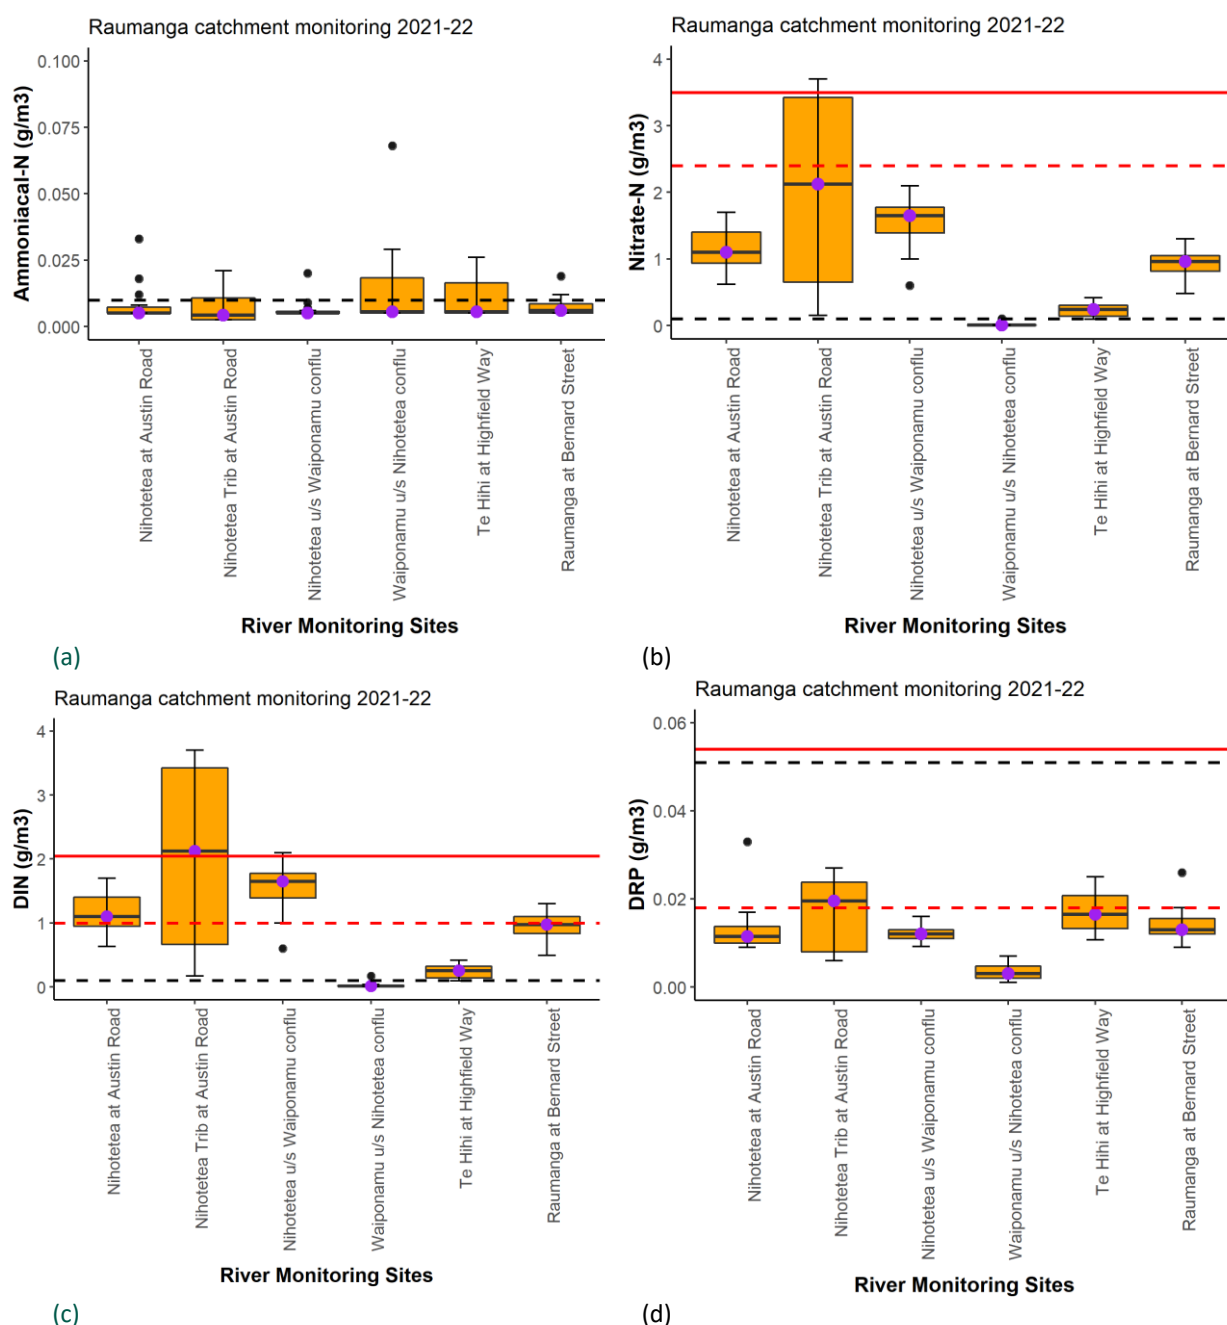 Raumanga catchment monitoring 2021-22
Ammoniacal-N (g/m3)
0.100
0.075
0.050
0.025
0.000
Nihotetea at Austin Road
Nihotetea Trib at Austin Road
Nihotetea u/s Waiponamu conflu
Waiponamu u/s Nihotetea conflu
Te Hihi at Highfield Way
Raumanga at Bernard Street
River Monitoring Sites
(a)
Raumanga catchment monitoring 2021-22
Nitrate-N (g/m3)
4
3
2
1
0
Nihotetea at Austin Road
Nihotetea Trib at Austin Road
Nihotetea u/s Waiponamu conflu
Waiponamu u/s Nihotetea conflu
Te Hihi at Highfield Way
Raumanga at Bernard Street
River Monitoring Sites
(b)
Raumanga catchment monitoring 2021-22
DIN (g/m3)
4
3
2
1
0
Nihotetea at Austin Road
Nihotetea Trib at Austin Road
Nihotetea u/s Waiponamu conflu
Waiponamu u/s Nihotetea conflu
Te Hihi at Highfield Way
Raumanga at Bernard Street
River Monitoring Sites
(c)
Raumanga catchment monitoring 2021-22
DRP (g/m3)
0.06
0.04
0.02
0.00
Nihotetea at Austin Road
Nihotetea Trib at Austin Road
Nihotetea u/s Waiponamu conflu
Waiponamu u/s Nihotetea conflu
Te Hihi at Highfield Way
Raumanga at Bernard Street
River Monitoring Sites
(d)